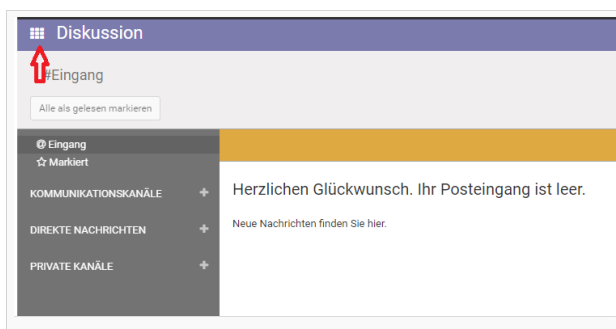 Diskussion
#Eingang
Alle als gelesen markieren
@ Eingang
Markiert
KOMMUNIKATIONSKANÄLE +
Herzlichen Glückwunsch. Ihr Posteingang ist leer.
DIREKTE NACHRICHTEN +
Neue Nachrichten finden Sie hier.
PRIVATE KANÄLE +